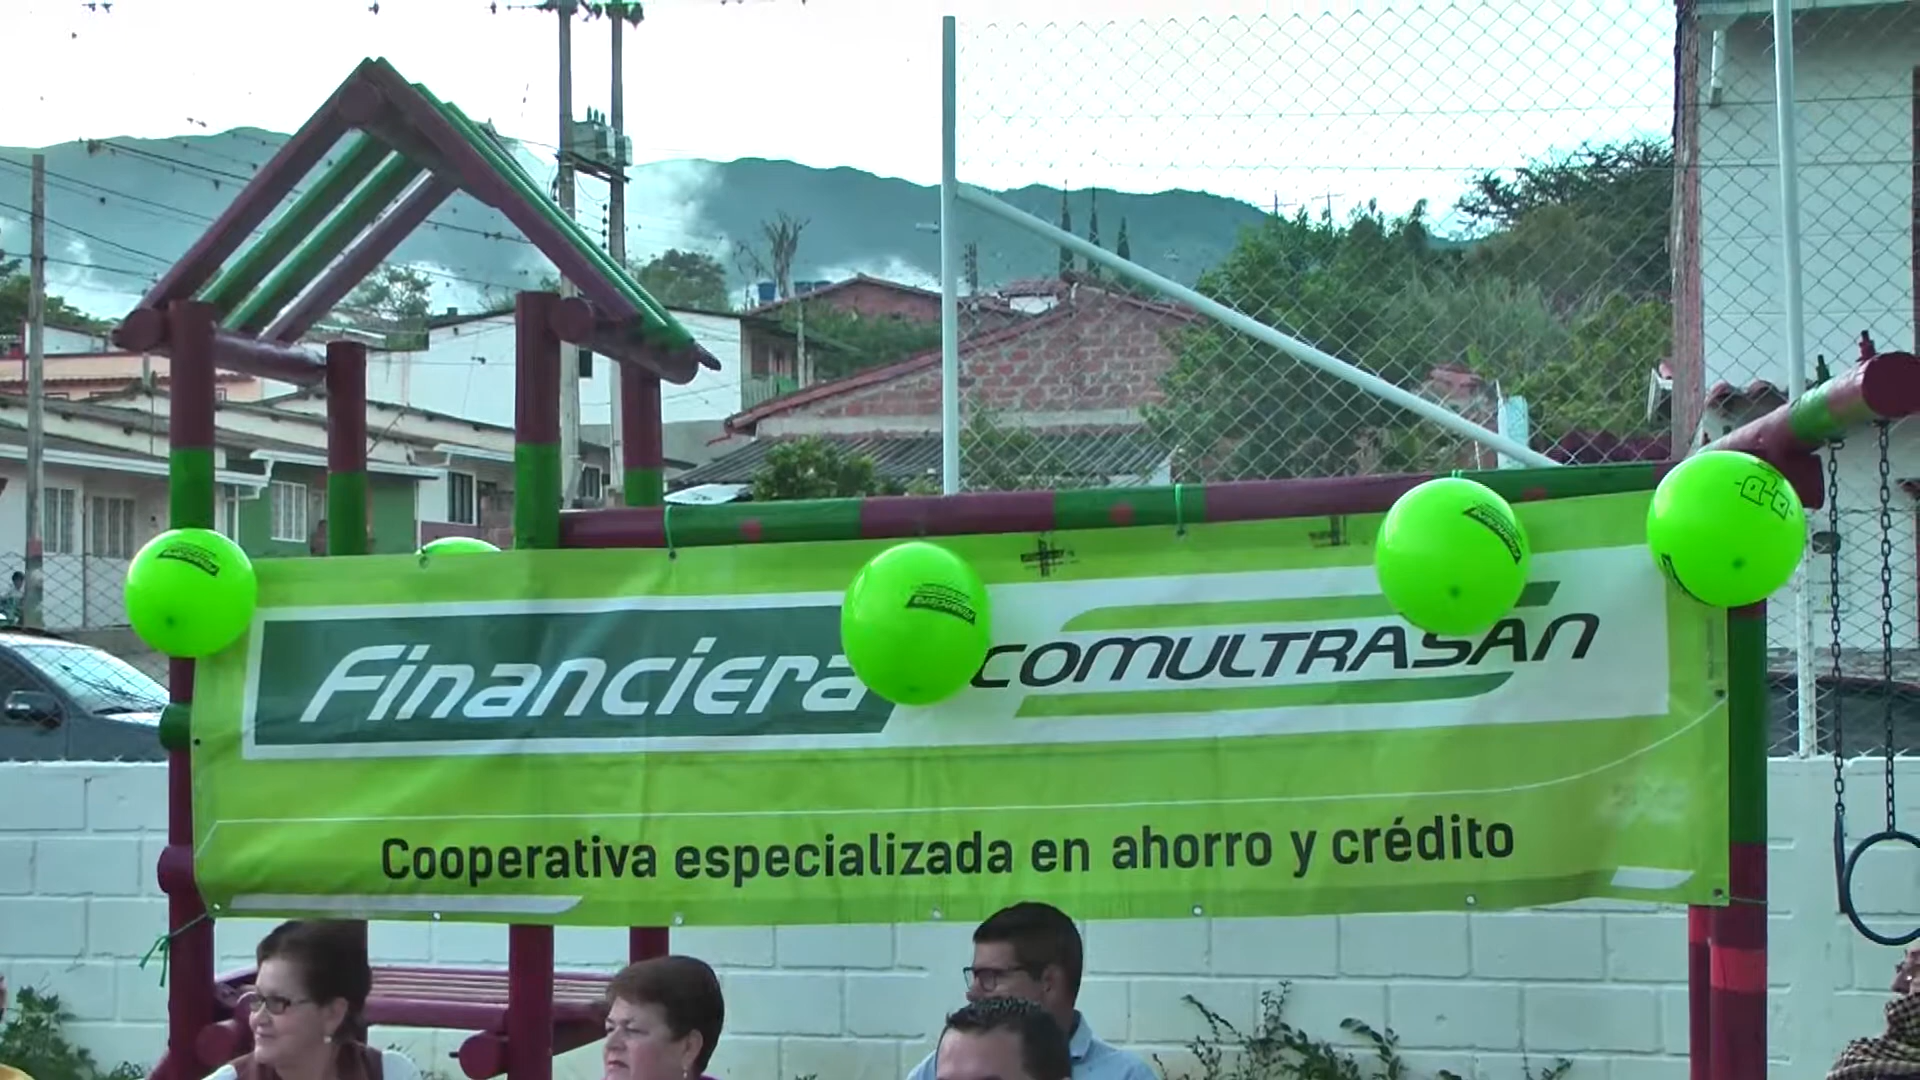 Financiera COMULTRASAN
Cooperativa especializada en ahorro y crédito